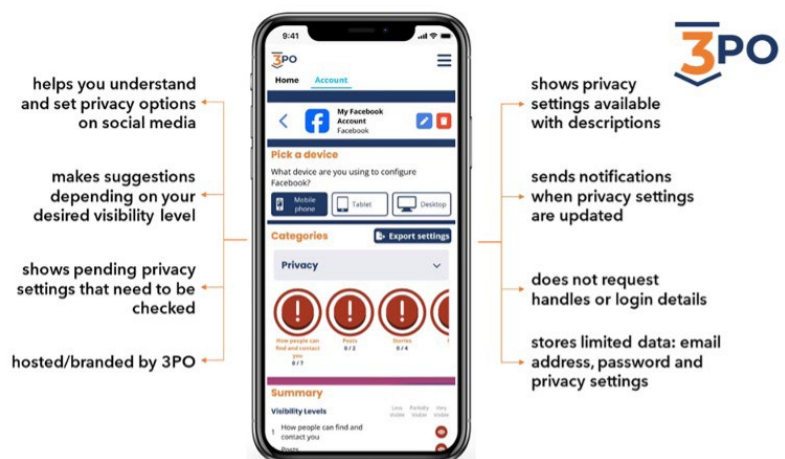 3PO
helps you understand
and set privacy options
on social media
makes suggestions
depending on your
desired visibility level
shows pending privacy
settings that need to be
checked
hosted/branded by 3PO
9:41
3PO
Home Account
My Facebook
Account
Facebook
Pick a device
What device are you using to configure
Facebook?
Mobile
phone
Tablet
Desktop
Categories
Export settings
Privacy
How people can
find and contact
you
0 / 7
Posts
0 / 2
Stories
0 / 4
Summary
Visibility Levels
Less
Visible
Partially
Visible
Very
Visible
1 How people can find and
contact you
Posts
shows privacy
settings available
with descriptions
sends notifications
when privacy settings
are updated
does not request
handles or login details
stores limited data: email
address, password and
privacy settings